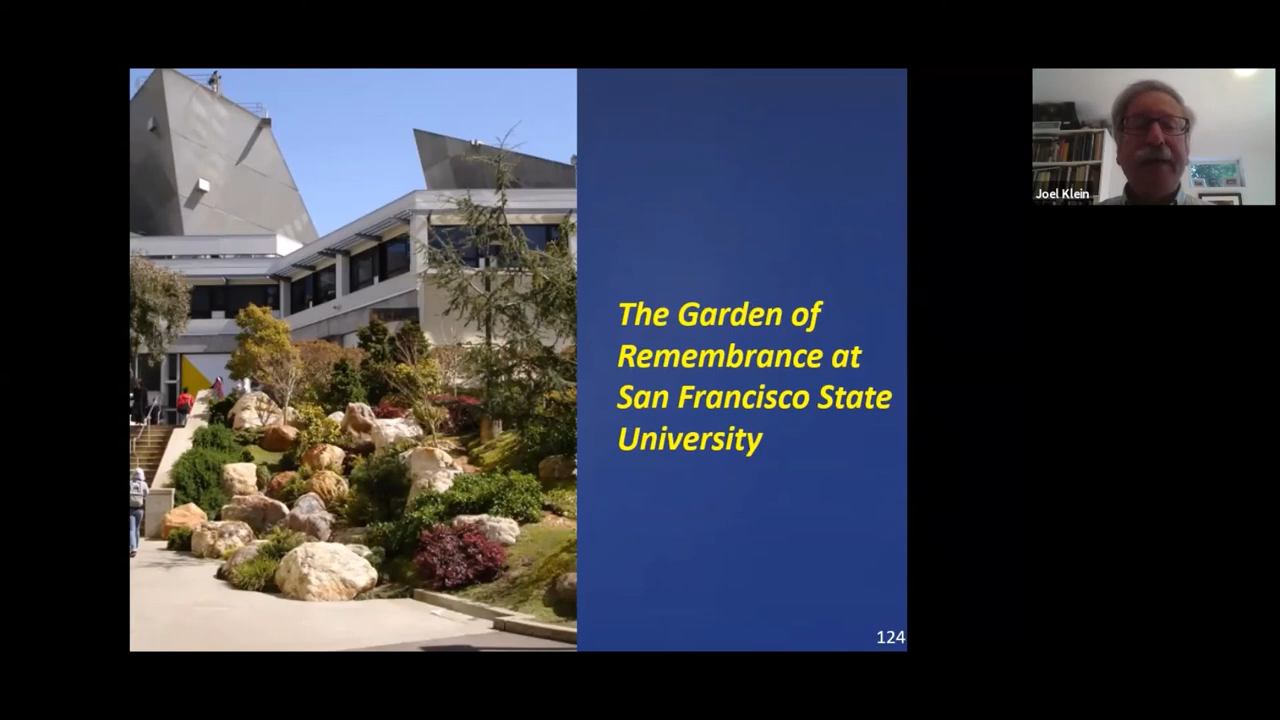 Joel Klein
The Garden of
Remembrance at
San Francisco State
University
124